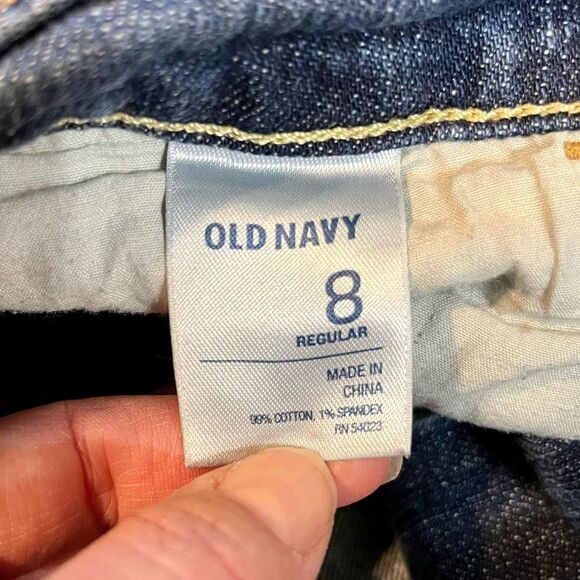 OLD NAVY
8
REGULAR
MADE IN
CHINA
99% COTTON, 1% SPANDEX
RN 54023